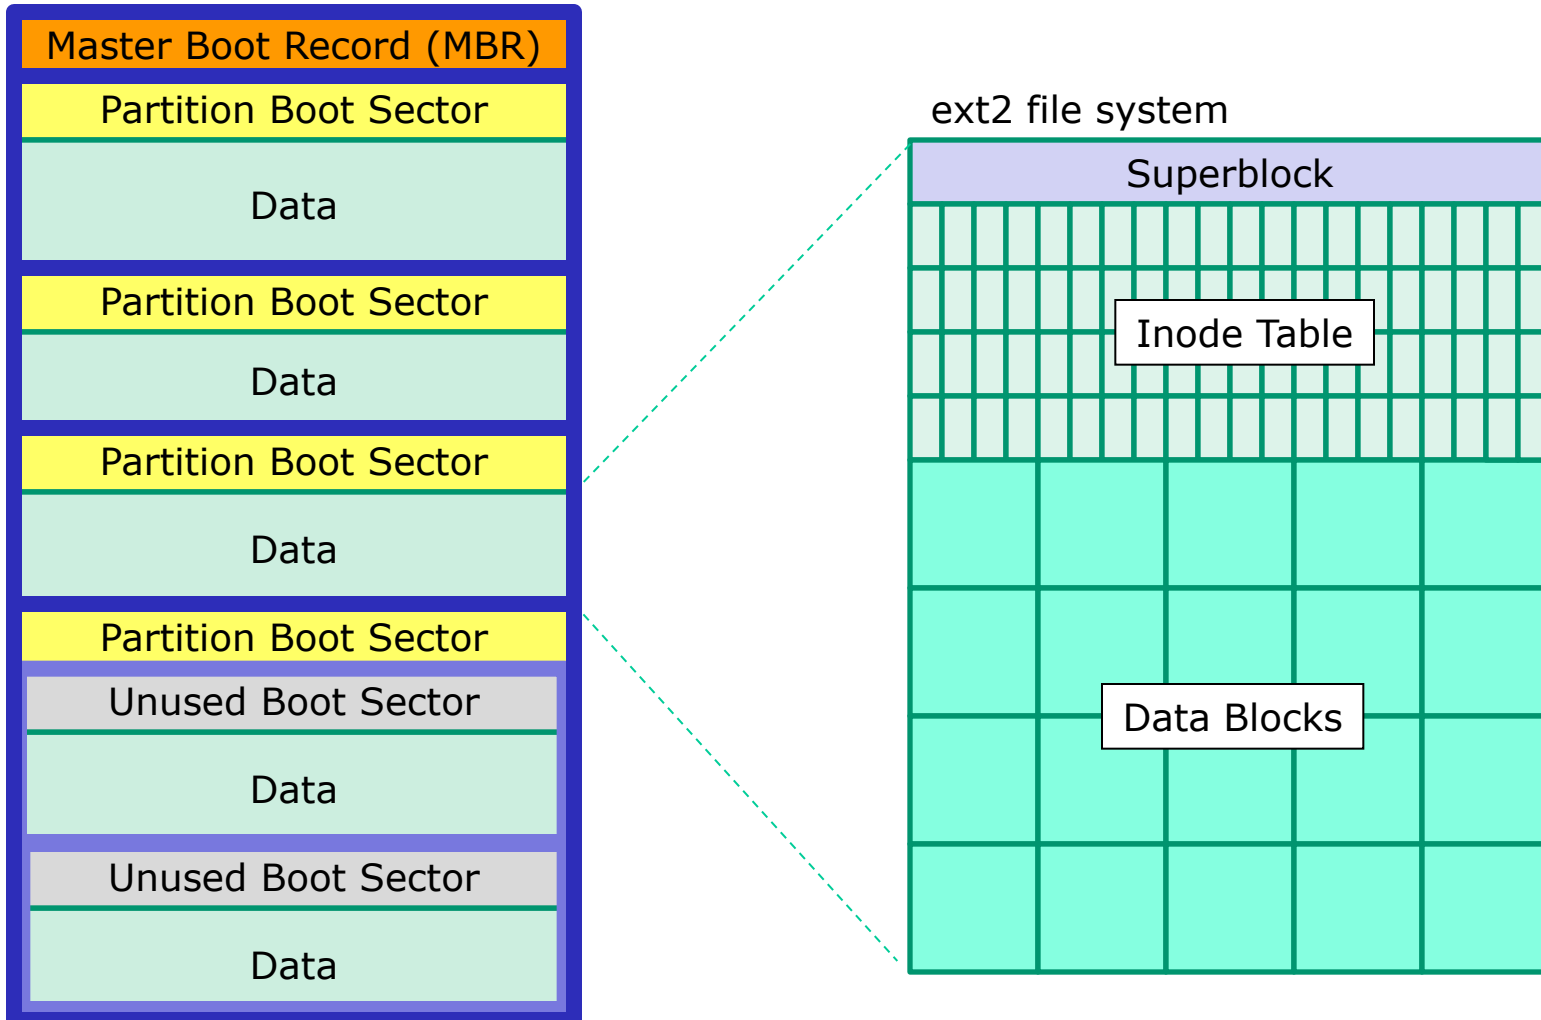 Master Boot Record (MBR)
Partition Boot Sector
Data
Partition Boot Sector
Data
Partition Boot Sector
Data
Partition Boot Sector
Unused Boot Sector
Data
Unused Boot Sector
Data
ext2 file system
Superblock
Inode Table
Data Blocks